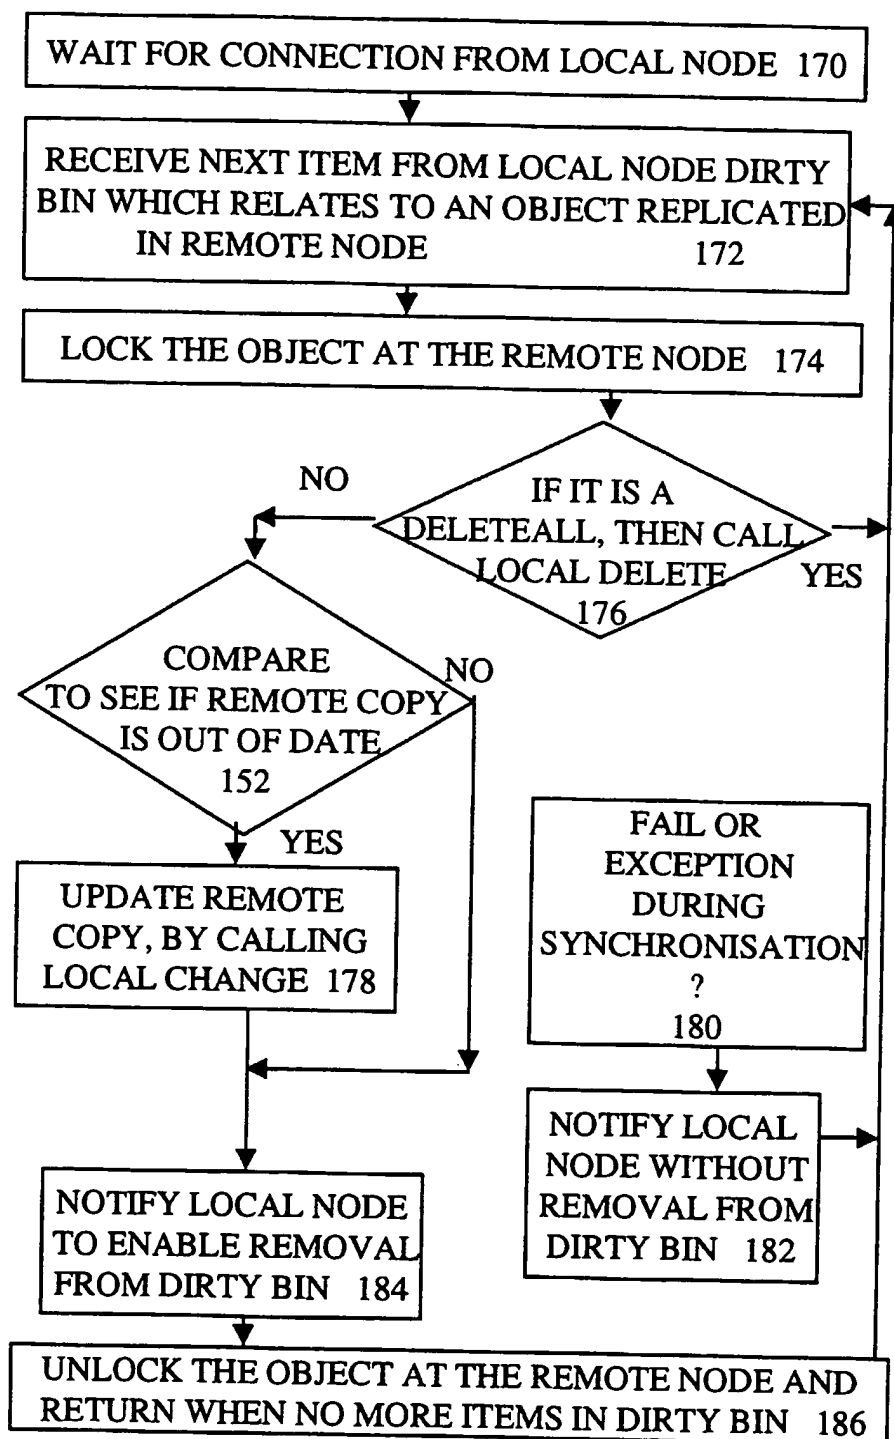 WAIT FOR CONNECTION FROM LOCAL NODE 170
RECEIVE NEXT ITEM FROM LOCAL NODE DIRTY
BIN WHICH RELATES TO AN OBJECT REPLICATED
IN REMOTE NODE 172
LOCK THE OBJECT AT THE REMOTE NODE 174
NO
IF IT IS A
DELETEALL, THEN CALL
LOCAL DELETE
YES
176
COMPARE
NO
TO SEE IF REMOTE COPY
IS OUT OF DATE
152
YES
UPDATE REMOTE
COPY, BY CALLING
LOCAL CHANGE 178
FAIL OR
EXCEPTION
DURING
SYNCHRONISATION
?
180
NOTIFY LOCAL
NODE WITHOUT
REMOVAL FROM
DIRTY BIN 182
NOTIFY LOCAL NODE
TO ENABLE REMOVAL
FROM DIRTY BIN 184
UNLOCK THE OBJECT AT THE REMOTE NODE AND
RETURN WHEN NO MORE ITEMS IN DIRTY BIN 186